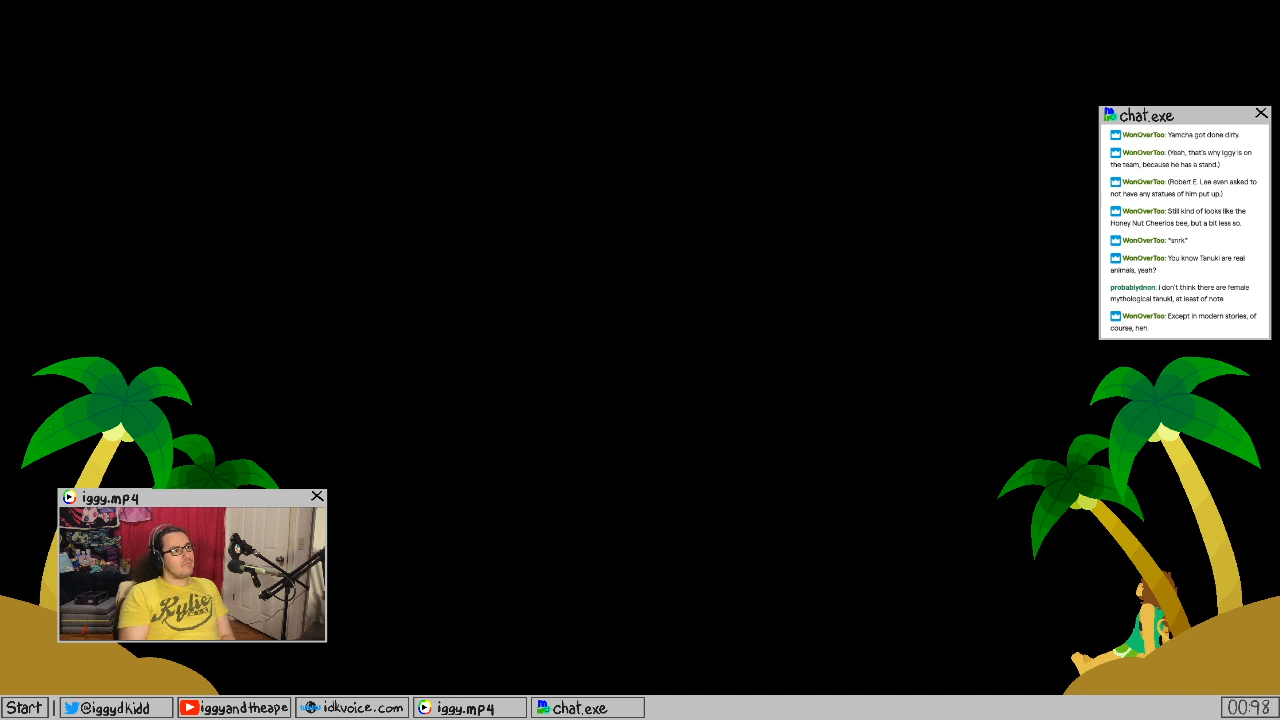 chat.exe
WonOverToo: Yamcha got done dirty.
WonOverToo: (Yeah, that's why Iggy is on
the team, because he has a stand.)
WonOverToo: (Robert E. Lee even asked to
not have any statues of him put up.)
WonOverToo: Still kind of looks like the
Honey Nut Cheerios bee, but a bit less so.
WonOverToo: *snrk*
WonOverToo: You know Tanuki are real
animals, yeah?
probablydnon: i don't think there are female
mythological tanuki, at least of note
WonOverToo: Except in modern stories, of
course, heh.
iggy.mp4
Kylie
Start | @iggydkidd iggyandtheape idkvoice.com iggy.mp4 chat.exe 00:98